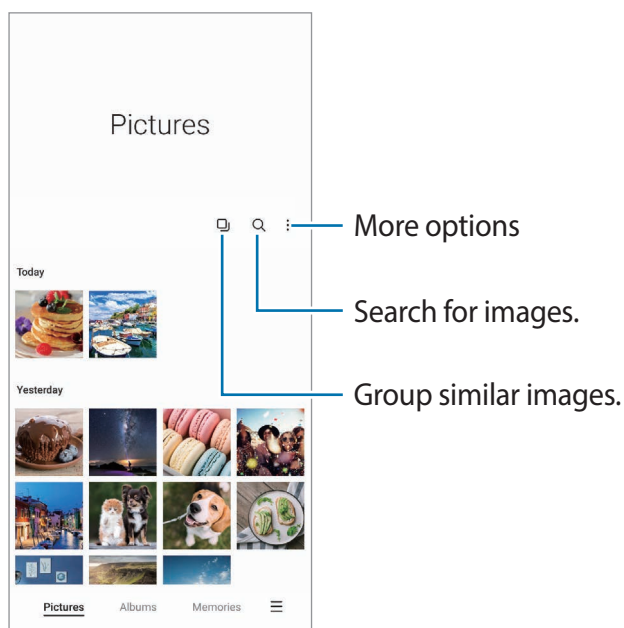 Pictures
More options
Today
Search for images.
Yesterday
Group similar images.
Pictures Albums Memories